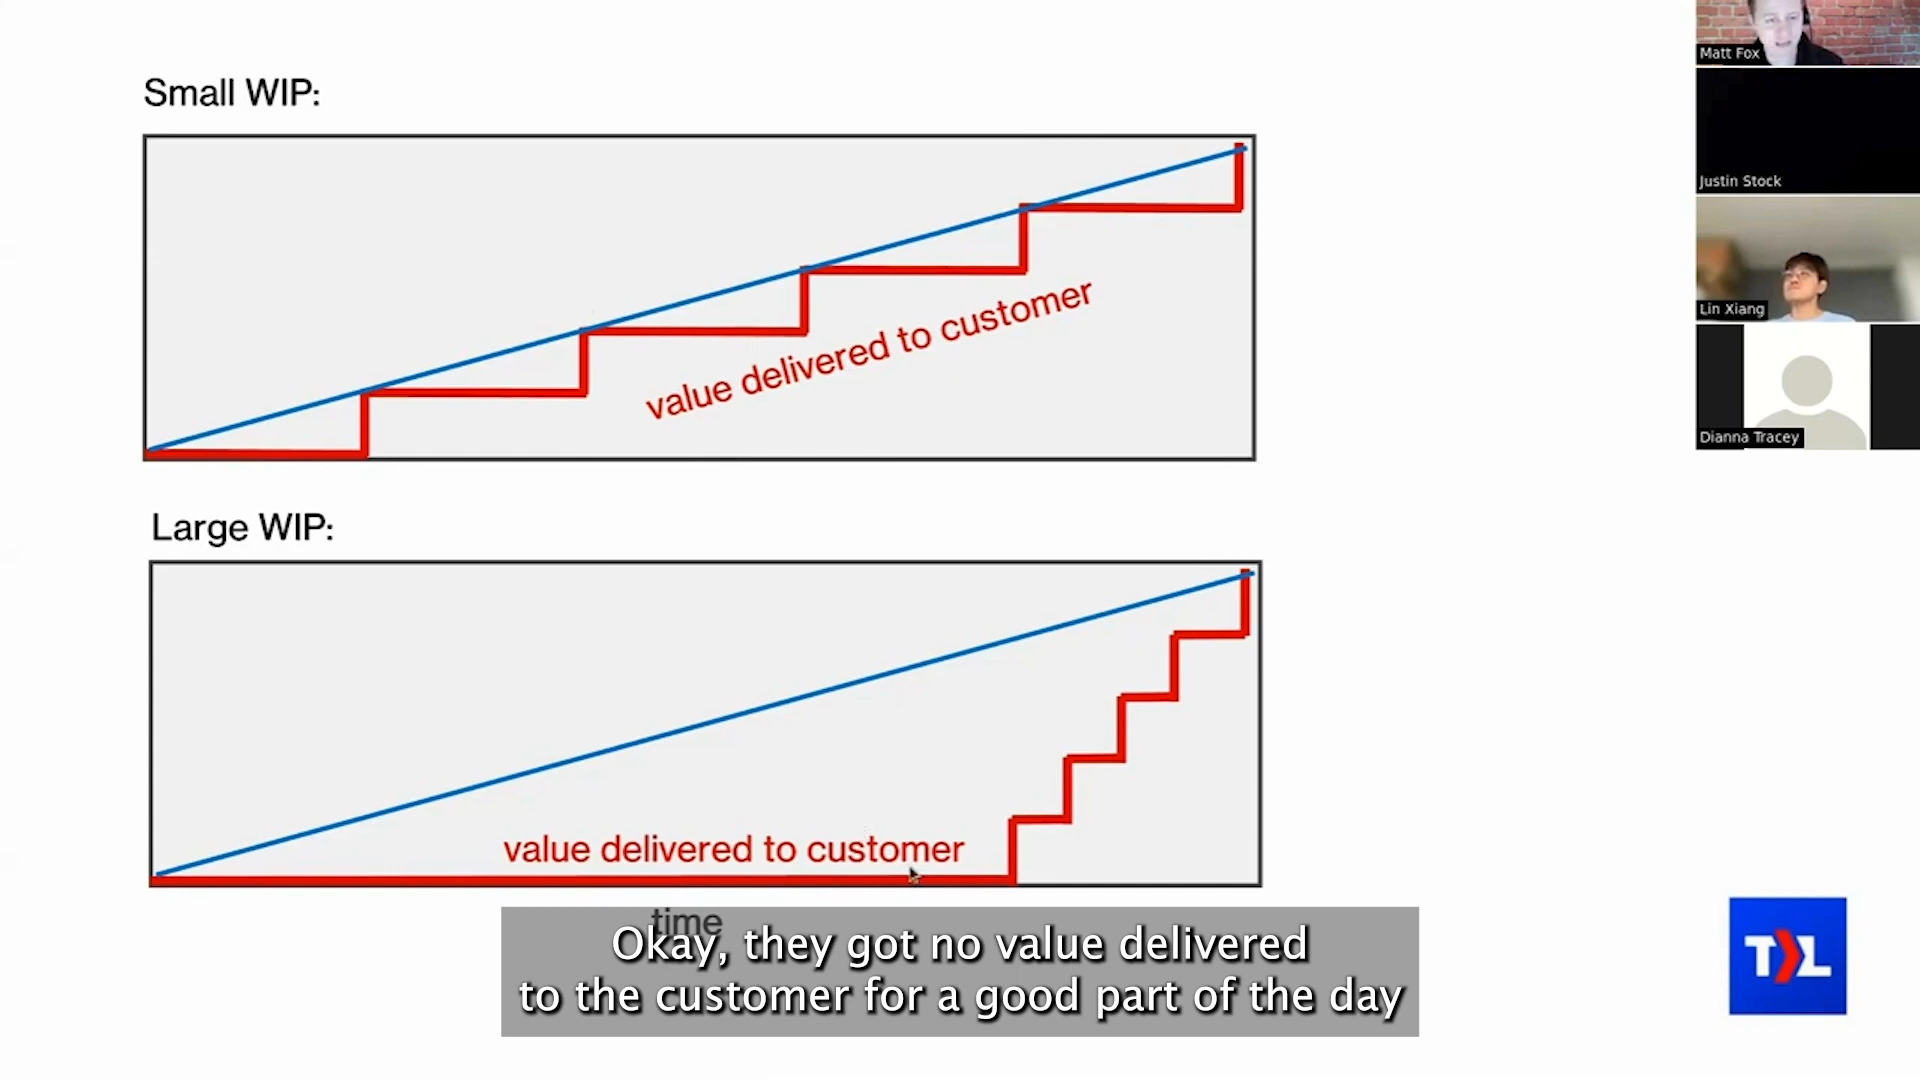 Small WIP:
value delivered to customer
Large WIP:
value delivered to customer
time
Okay, they got no value delivered
to the customer for a good part of the day
Matt Fox
Justin Stock
Lin Xiang
Dianna Tracey
T L